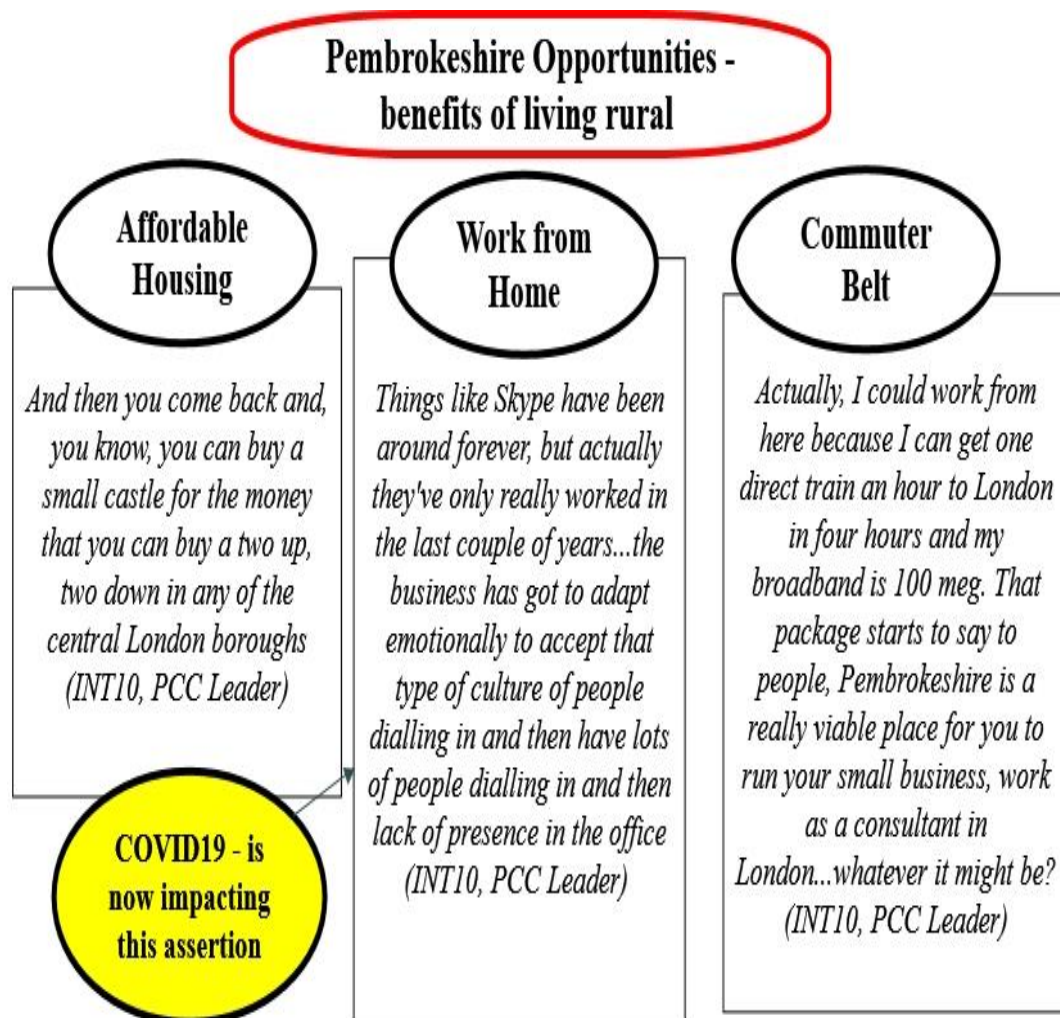 Pembrokeshire Opportunities -
benefits of living rural
Affordable
Housing
And then you come back and,
you know, you can buy a
small castle for the money
that you can buy a two up,
two down in any of the
central London boroughs
(INT10, PCC Leader)
COVID19 - is
now impacting
this assertion
Work from
Home
Things like Skype have been
around forever, but actually
they've only really worked in
the last couple of years...the
business has got to adapt
emotionally to accept that
type of culture of people
dialling in and then have lots
of people dialling in and then
lack of presence in the office
(INT10, PCC Leader)
Commuter
Belt
Actually, I could work from
here because I can get one
direct train an hour to London
in four hours and my
broadband is 100 meg. That
package starts to say to
people, Pembrokeshire is a
really viable place for you to
run your small business, work
as a consultant in
London...whatever it might be?
(INT10, PCC Leader)